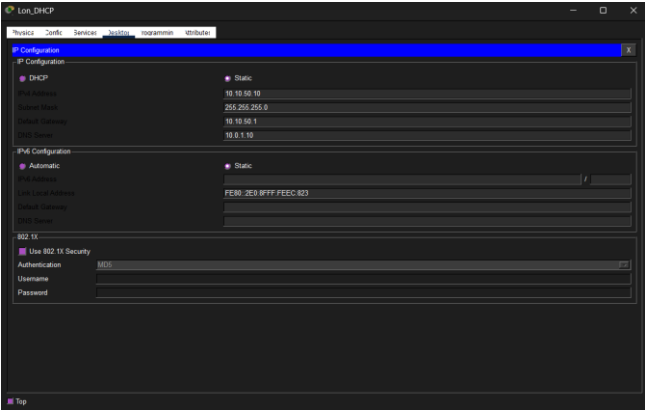 Lon_DHCP
Physica Config Services Desktop rogrammin Attributes
IP Configuration
X
IP Configuration
DHCP
Static
IPv4 Address 10.10.50.10
Subnet Mask 255.255.255.0
Default Gateway 10.10.50.1
DNS Server 10.0.1.10
IPv6 Configuration
Automatic
Static
IPv6 Address /
Link Local Address FE80::2E0:8FFF:FEEC:823
Default Gateway
DNS Server
802.1X
Use 802.1X Security
Authentication MD5
Username
Password
Top